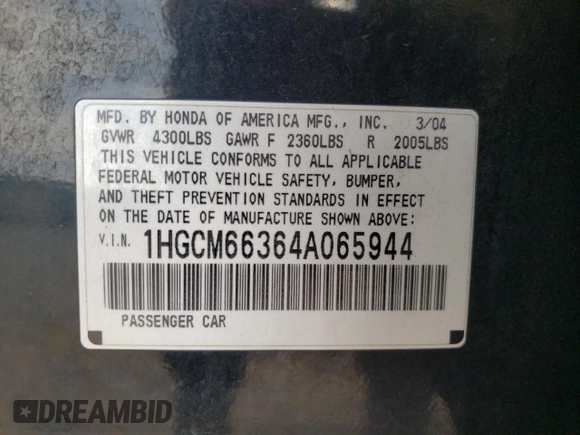 MFD. BY HONDA OF AMERICA MFG., INC. 3/04
GVWR 4300LBS GAWR F 2360LBS R 2005LBS
THIS VEHICLE CONFORMS TO ALL APPLICABLE
FEDERAL MOTOR VEHICLE SAFETY, BUMPER,
AND THEFT PREVENTION STANDARDS IN EFFECT
ON THE DATE OF MANUFACTURE SHOWN ABOVE:
V.I.N. 1HGCM66364A065944
PASSENGER CAR
DREAMBID